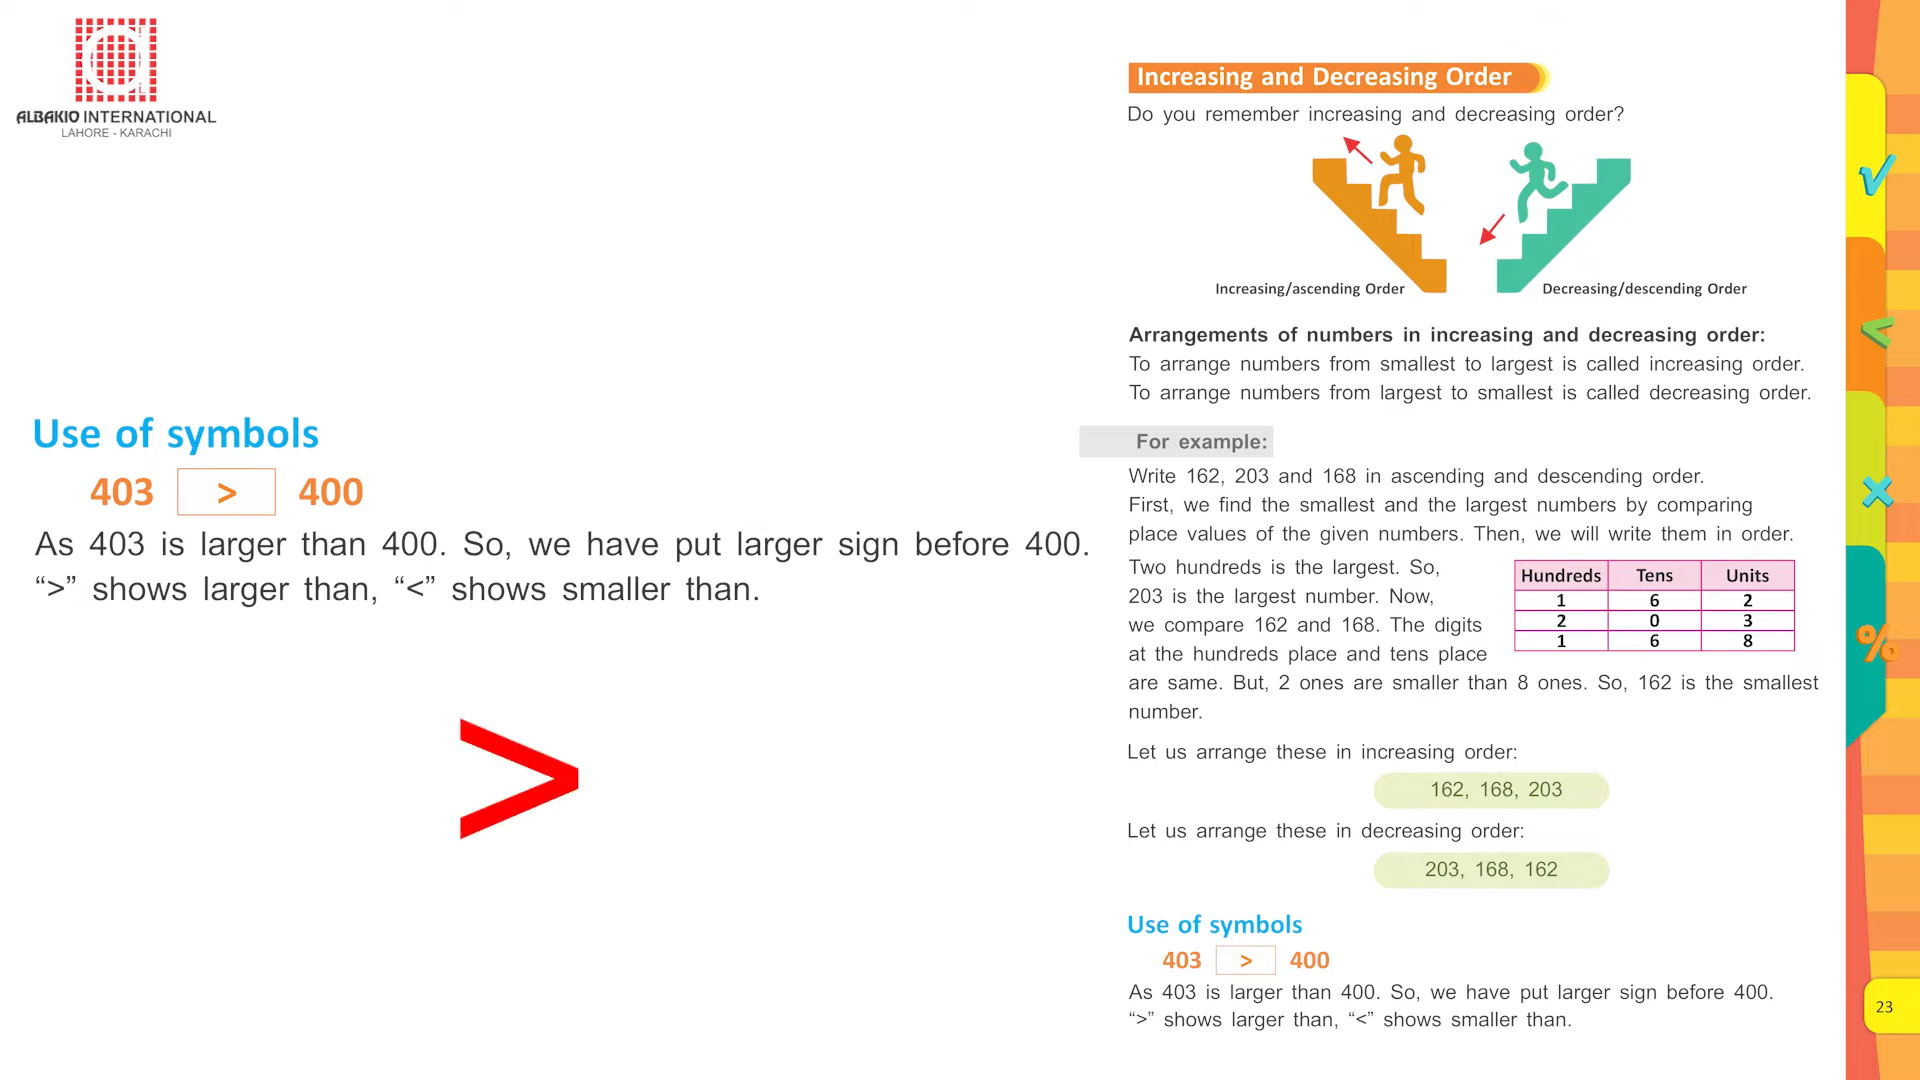 ALBAKIO INTERNATIONAL
LAHORE - KARACHI
Use of symbols
403 > 400
As 403 is larger than 400. So, we have put larger sign before 400.
“>” shows larger than, “<” shows smaller than.
>
Increasing and Decreasing Order
Do you remember increasing and decreasing order?
Increasing/ascending Order
Decreasing/descending Order
Arrangements of numbers in increasing and decreasing order:
To arrange numbers from smallest to largest is called increasing order.
To arrange numbers from largest to smallest is called decreasing order.
For example:
Write 162, 203 and 168 in ascending and descending order.
First, we find the smallest and the largest numbers by comparing
place values of the given numbers. Then, we will write them in order.
Two hundreds is the largest. So,
203 is the largest number. Now,
we compare 162 and 168. The digits
at the hundreds place and tens place
are same. But, 2 ones are smaller than 8 ones. So, 162 is the smallest
number.
Hundreds Tens Units
1 6 2
2 0 3
1 6 8
Let us arrange these in increasing order:
162, 168, 203
Let us arrange these in decreasing order:
203, 168, 162
Use of symbols
403 > 400
As 403 is larger than 400. So, we have put larger sign before 400.
“>” shows larger than, “<” shows smaller than.
√
<
×
%
23